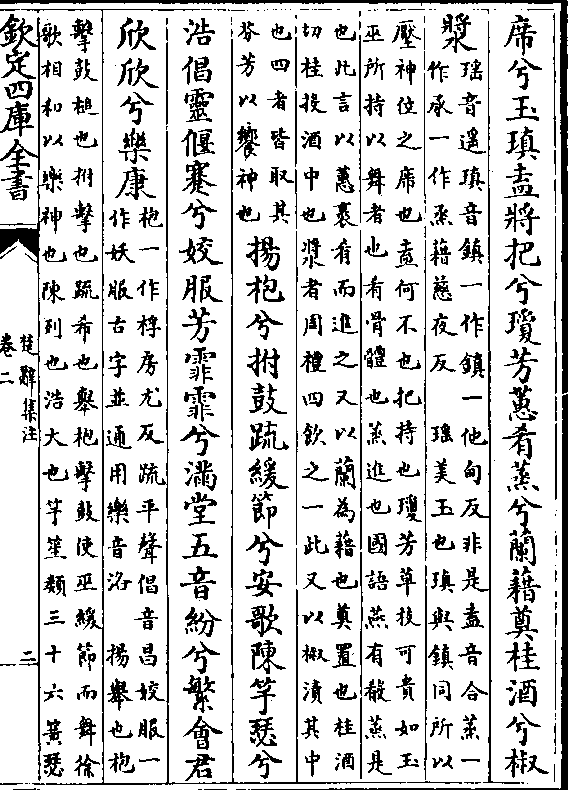 席兮玉瑱盍將把兮瓊芳蕙肴蒸兮蘭藉奠桂酒兮椒
漿
瑶音遥瑱音鎮一作鎮一他甸反非是盍音合蒸一
作承一作烝藉慈夜反　瑶美玉也瑱與鎮同所以
壓神位之席也盍何不也把持也瓊芳草枝可貴如玉
巫所持以舞者也肴骨體也蒸進也國語燕有殽蒸是
也此言以蕙裹肴而進之又以蘭為藉也奠置也桂酒
切桂投酒中也漿者周禮四飲之一此又以椒漬其中
也四者皆取其
芬芳以饗神也
揚枹兮拊鼓疏緩節兮安歌陳竽瑟兮
浩倡靈偃蹇兮姣服芳霏霏兮滿堂五音紛兮繁會君
欣欣兮樂康
枹一作桴房尤反疏平聲倡音昌姣服一
作妖服古字並通用樂音洛　揚舉也枹
擊鼓槌也拊擊也疏希也舉枹擊鼓使巫緩節而舞徐
歌相和以樂神也陳列也浩大也竽笙類三十六簧瑟
欽定四庫全書
楚辭集注
卷二
二